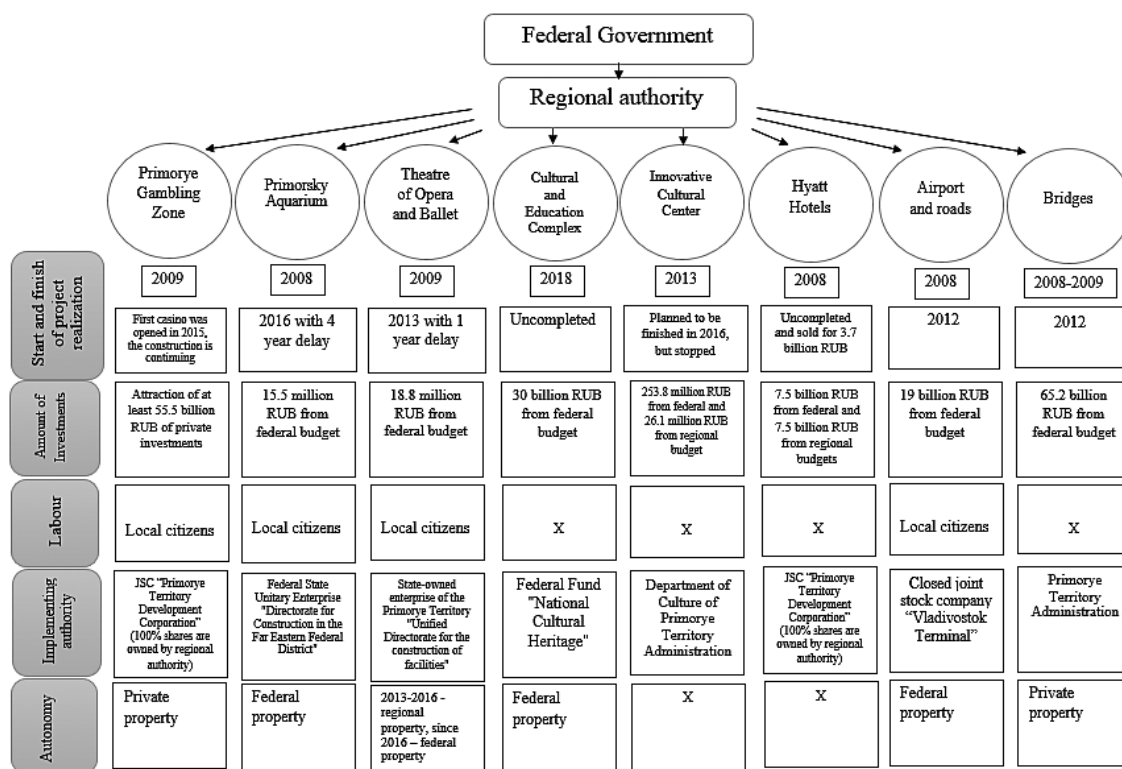 Federal Government
Regional authority
Primorye
Gambling
Zone
Primorsky
Aquarium
Theatre
of Opera
and Ballet
Cultural
and
Education
Complex
Innovative
Cultural
Center
Hyatt
Hotels
Airport
and roads
Bridges
Start and finish
of project
realization
2009
2008
2009
2018
2013
2008
2008
2008-2009
First casino was
opened in 2015,
the construction is
continuing
2016 with 4
year delay
2013 with 1
year delay
Uncompleted
Planned to be
finished in 2016,
but stopped
Uncompleted
and sold for 3.7
billion RUB
2012
2012
Amount of
Investments
Attraction of at
least 55.5 billion
RUB of private
investments
15.5 million
RUB from
federal budget
18.8 million
RUB from
federal budget
30 billion RUB
from federal
budget
253.8 million RUB
from federal and
26.1 million RUB
from regional
budget
7.5 billion RUB
from federal and
7.5 billion RUB
from regional
budgets
19 billion RUB
from federal
budget
65.2 billion
RUB from
federal budget
Labour
Local citizens
Local citizens
Local citizens
X
X
X
Local citizens
X
Implementing
authority
JSC "Primorye
Territory
Development
Corporation"
(100% shares are
owned by regional
authority)
Federal State
Unitary Enterprise
"Directorate for
Construction in the
Far Eastern Federal
District"
State-owned
enterprise of the
Primorye Territory
"Unified
Directorate for the
construction of
facilities"
Federal Fund
"National
Cultural
Heritage"
Department of
Culture of
Primorye
Territory
Administration
JSC "Primorye
Territory
Development
Corporation"
(100% shares are
owned by regional
authority)
Closed joint
stock company
“Vladivostok
Terminal”
Primorye
Territory
Administration
Autonomy
Private
property
Federal
property
2013-2016 -
regional
property, since
2016 – federal
property
Federal
property
X
X
Federal
property
Private
property